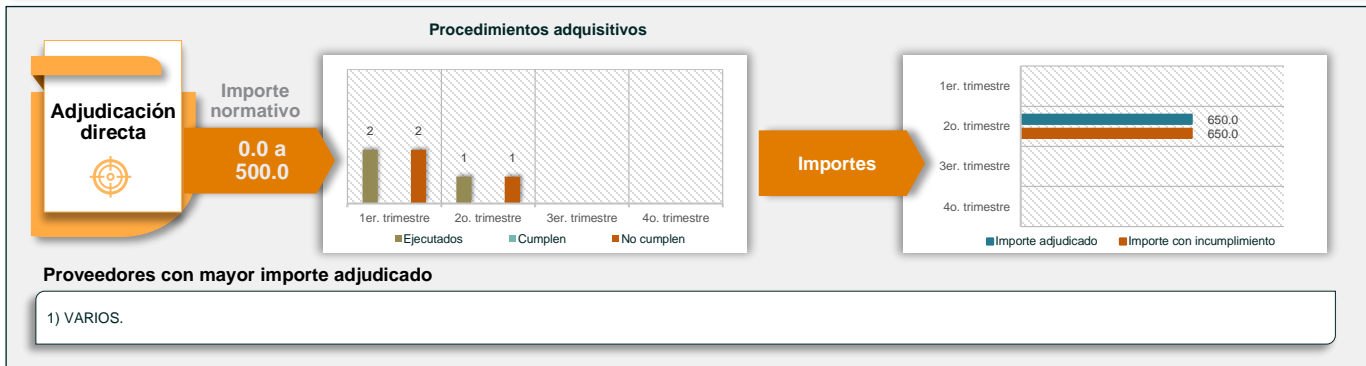 Procedimientos adquisitivos
Adjudicación
directa
Importe
normativo
0.0 a
500.0
2
2
1
1
1er. trimestre
2o. trimestre
3er. trimestre
4o. trimestre
Ejecutados
Cumplen
No cumplen
Importes
1er. trimestre
2o. trimestre
3er. trimestre
4o. trimestre
650.0
650.0
Importe adjudicado
Importe con incumplimiento
Proveedores con mayor importe adjudicado
1) VARIOS.